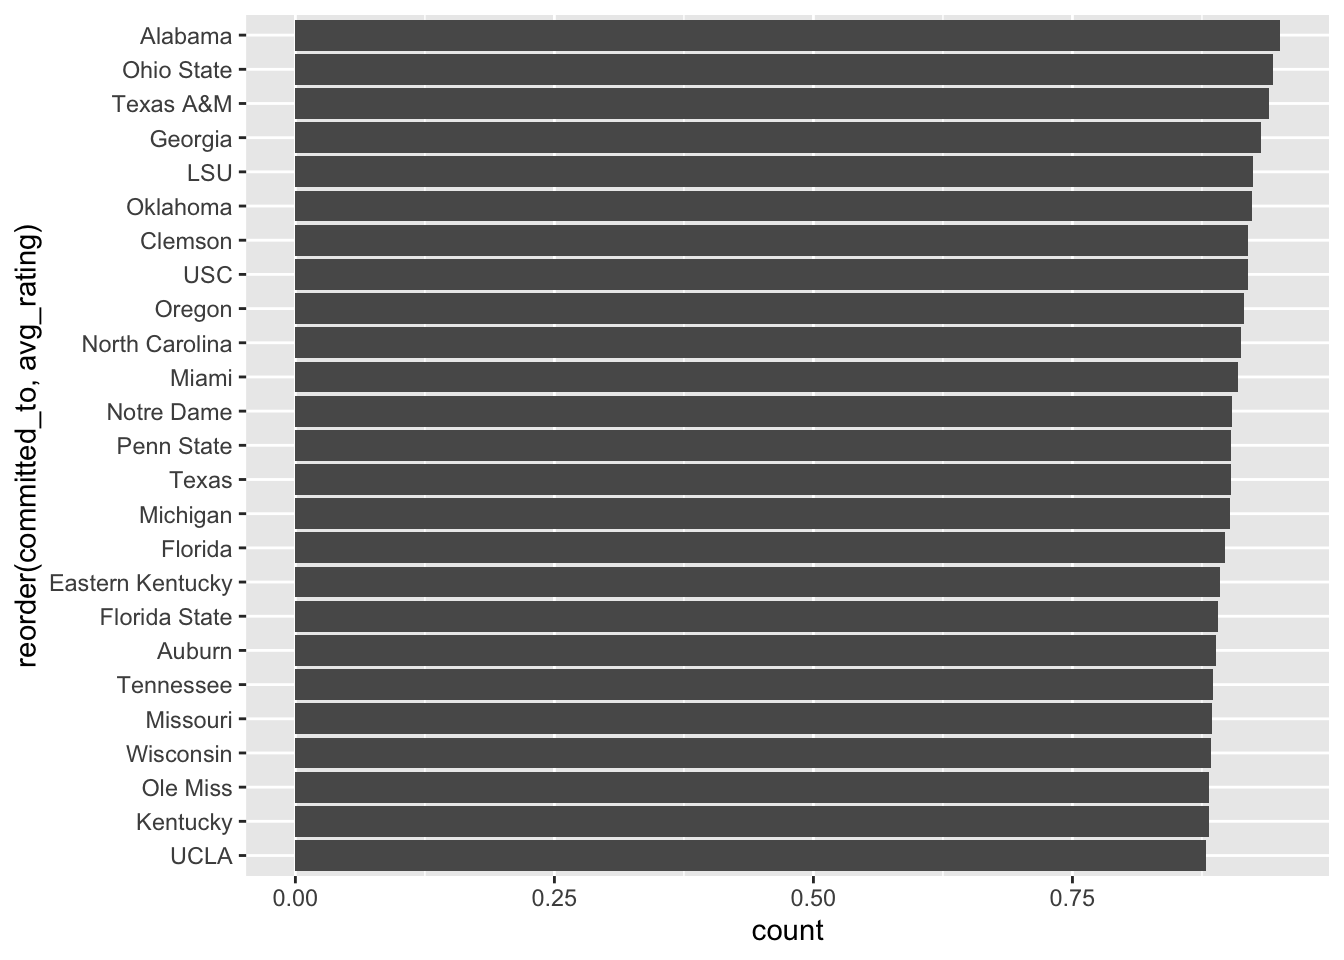 Alabama
Ohio State
Texas A&M
Georgia
LSU
Oklahoma
Clemson
USC
Oregon
North Carolina
Miami
Notre Dame
Penn State
Texas
Michigan
Florida
Eastern Kentucky
Florida State
Auburn
Tennessee
Missouri
Wisconsin
Ole Miss
Kentucky
UCLA
reorder(committed_to, avg_rating)
0.00 0.25 0.50 0.75
count